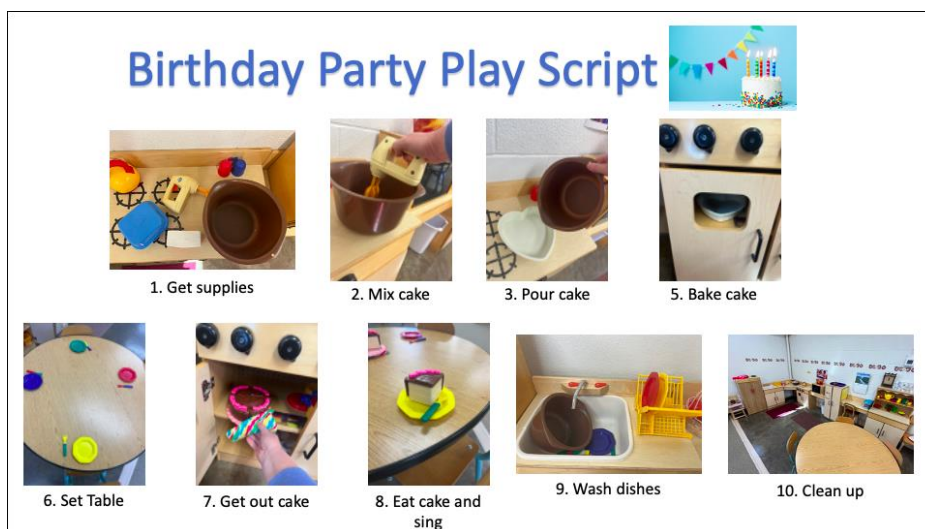 Birthday Party Play Script
1. Get supplies
2. Mix cake
3. Pour cake
5. Bake cake
6. Set Table
7. Get out cake
8. Eat cake and
sing
9. Wash dishes
10. Clean up